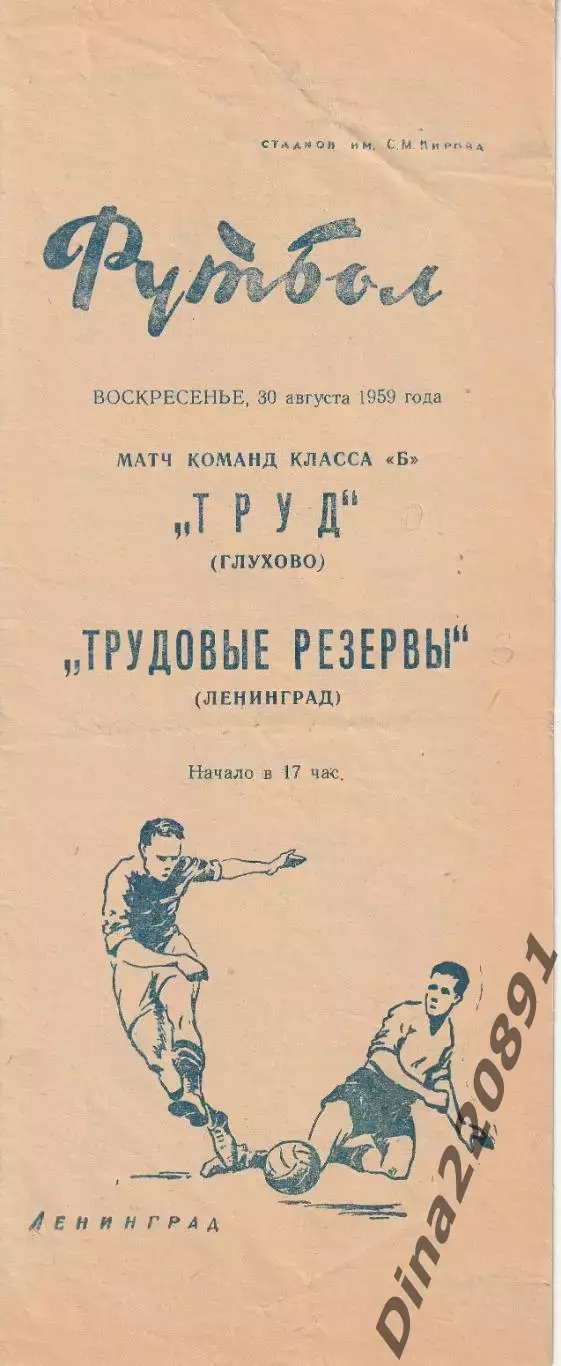 СТАДИОН ИМ. С.М. КИРОВА
Футбол
ВОСКРЕСЕНЬЕ, 30 августа 1959 года
МАТЧ КОМАНД КЛАССА «Б»
„ТРУД“
(ГЛУХОВО)
„ТРУДОВЫЕ РЕЗЕРВЫ“
(ЛЕНИНГРАД)
Начало в 17 час.
ЛЕНИНГРАД
Dina220891